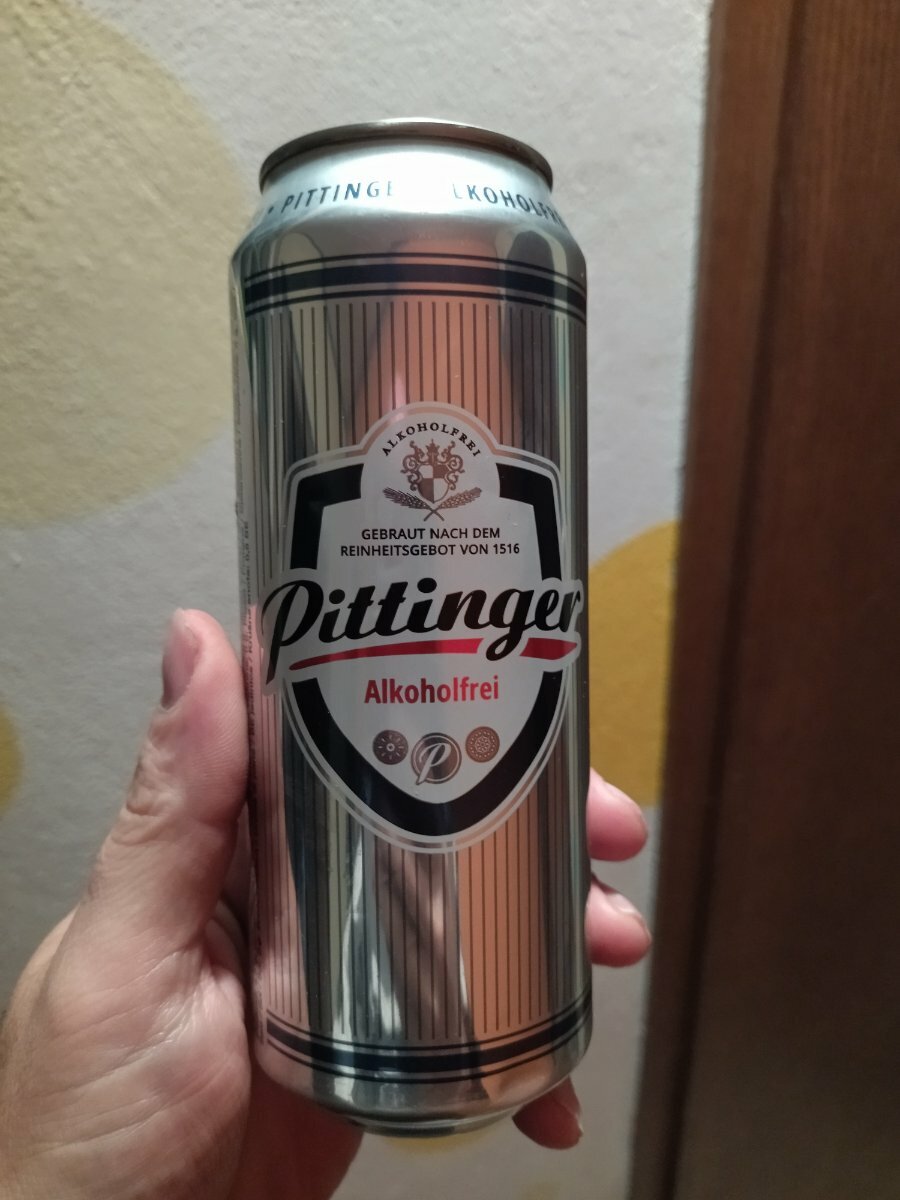 * PITTINGE
LKOHOLFR
ALKOHOLFREI
GEBRAUT NACH DEM
REINHEITSGEBOT VON 1516
Pittinger
Alkoholfrei
P